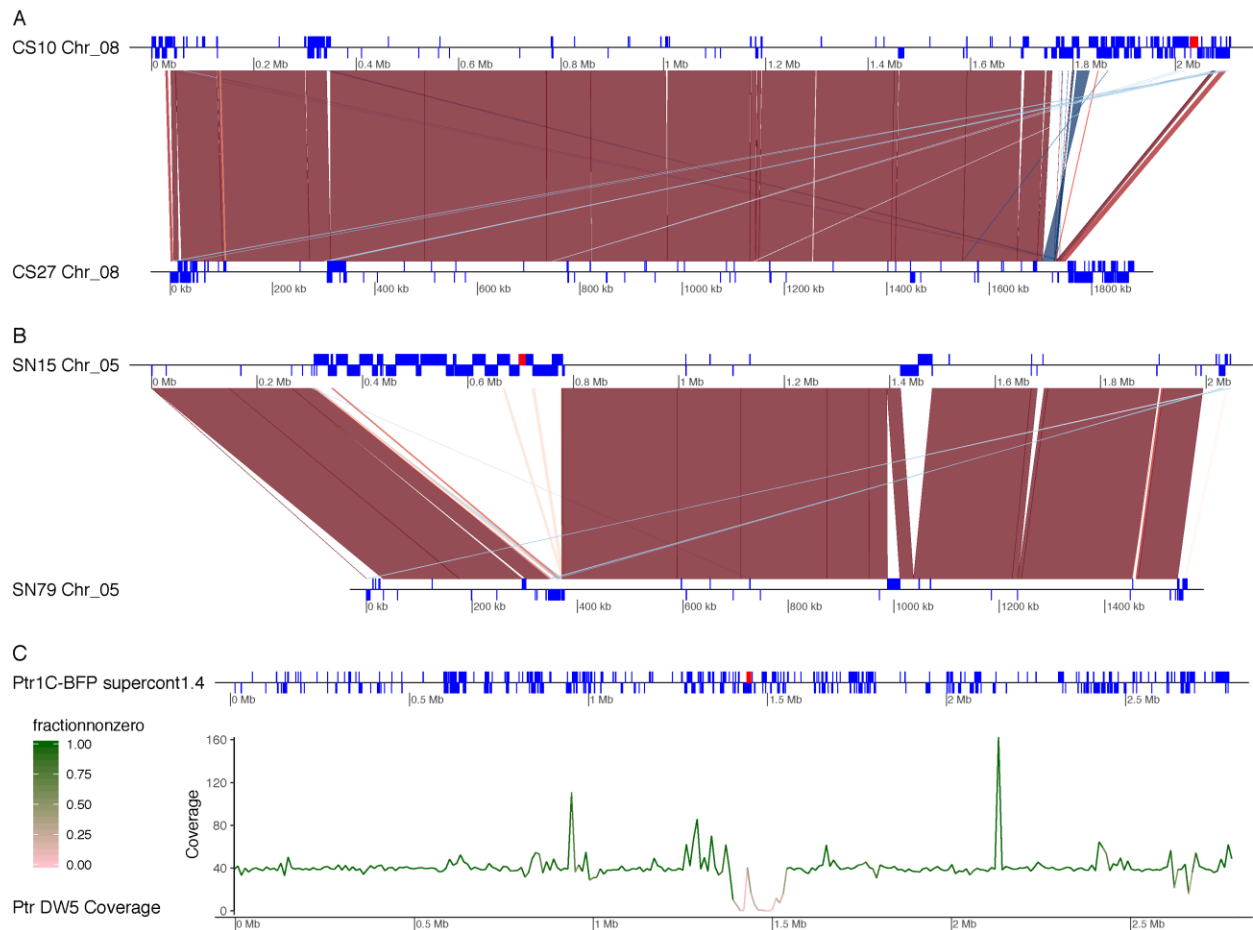 A
CS10 Chr_08
0 Mb 0.2 Mb 0.4 Mb 0.6 Mb 0.8 Mb 1 Mb 1.2 Mb 1.4 Mb 1.6 Mb 1.8 Mb 2 Mb
CS27 Chr_08
0 kb 200 kb 400 kb 600 kb 800 kb 1000 kb 1200 kb 1400 kb 1600 kb 1800 kb
B
SN15 Chr_05
0 Mb 0.2 Mb 0.4 Mb 0.6 Mb 0.8 Mb 1 Mb 1.2 Mb 1.4 Mb 1.6 Mb 1.8 Mb 2 Mb
SN79 Chr_05
0 kb 200 kb 400 kb 600 kb 800 kb 1000 kb 1200 kb 1400 kb
C
Ptr1C-BFP supercont1.4
0 Mb 0.5 Mb 1 Mb 1.5 Mb 2 Mb 2.5 Mb
fractionnonzero
1.00
0.75
0.50
0.25
0.00
Coverage
160
120
80
40
0
Ptr DW5 Coverage
0 Mb 0.5 Mb 1 Mb 1.5 Mb 2 Mb 2.5 Mb